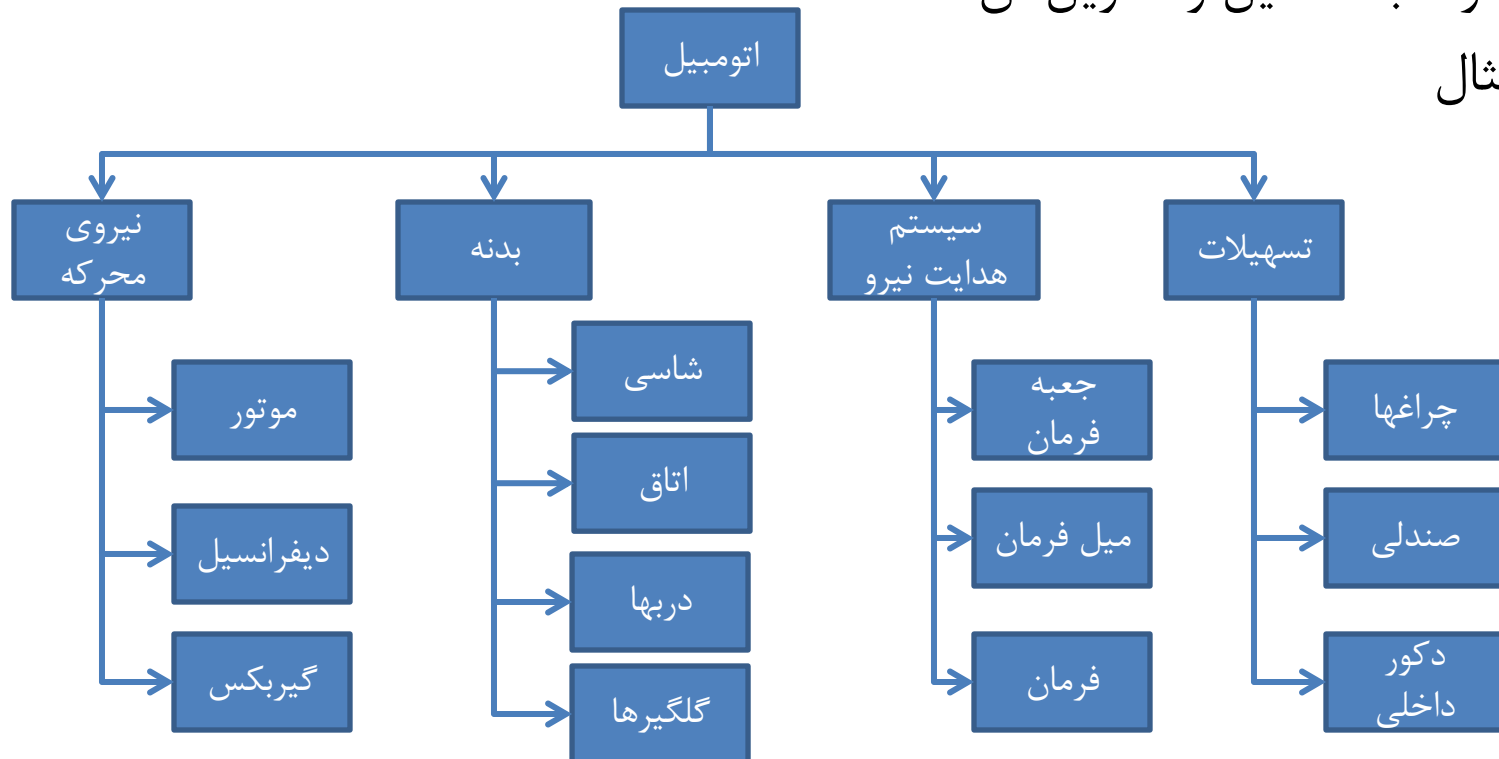 اتومبیل
تسهیلات
سیستم
هدایت نیرو
بدنه
نیروی
محرکه
چراغها
صندلی
دکور
داخلی
جعبه
فرمان
میل فرمان
فرمان
شاسی
اتاق
دربها
گلگیرها
موتور
دیفرانسیل
گیربکس